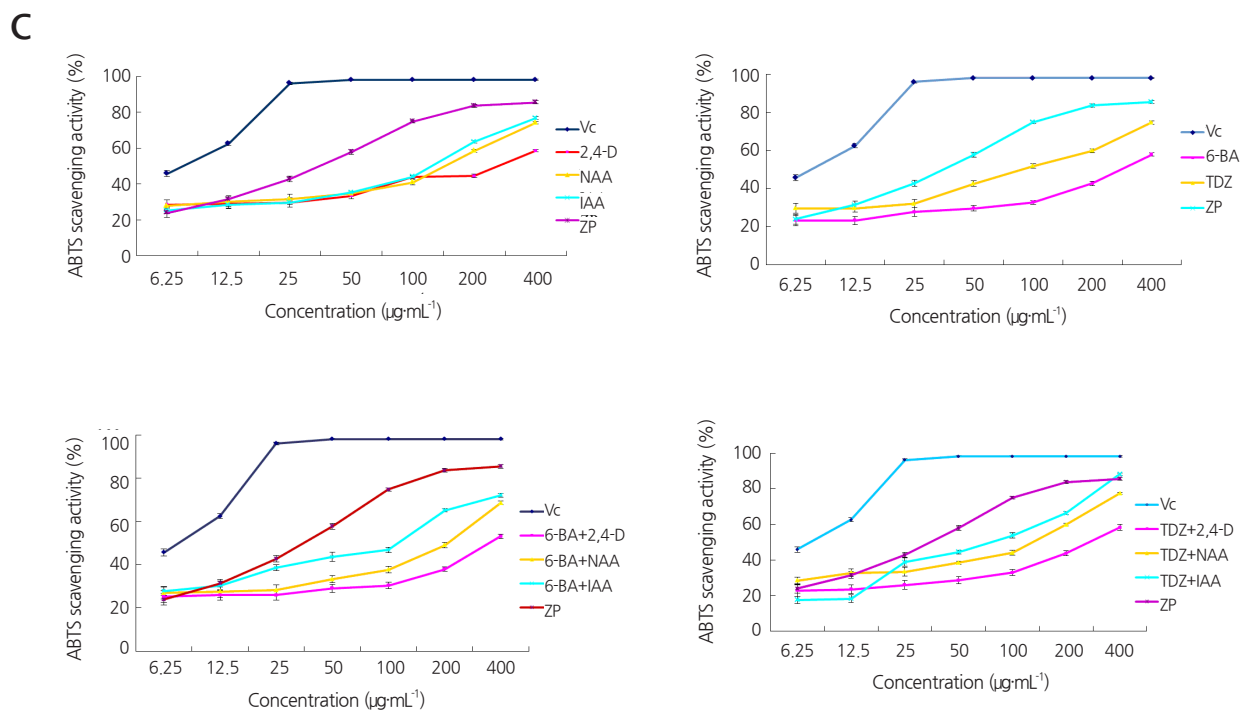 C
ABTS scavenging activity (%)
100
80
60
40
20
0
6.25 12.5 25 50 100 200 400
Concentration (µg·mL⁻¹)
Vc
2,4-D
NAA
IAA
ZP
ABTS scavenging activity (%)
100
80
60
40
20
0
6.25 12.5 25 50 100 200 400
Concentration (µg·mL⁻¹)
Vc
6-BA
TDZ
ZP
ABTS scavenging activity (%)
100
80
60
40
20
0
6.25 12.5 25 50 100 200 400
Concentration (µg·mL⁻¹)
Vc
6-BA+2,4-D
6-BA+NAA
6-BA+IAA
ZP
ABTS scavenging activity (%)
100
80
60
40
20
0
6.25 12.5 25 50 100 200 400
Concentration (µg·mL⁻¹)
Vc
TDZ+2,4-D
TDZ+NAA
TDZ+IAA
ZP